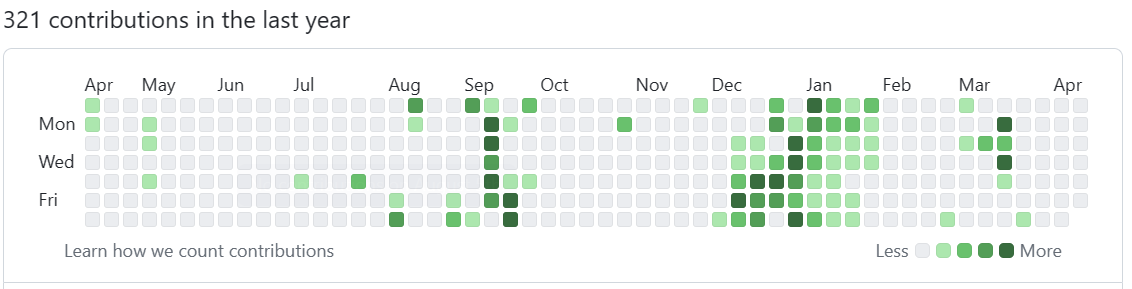 321 contributions in the last year
Apr May Jun Jul Aug Sep Oct Nov Dec Jan Feb Mar Apr
Mon
Wed
Fri
Learn how we count contributions Less More